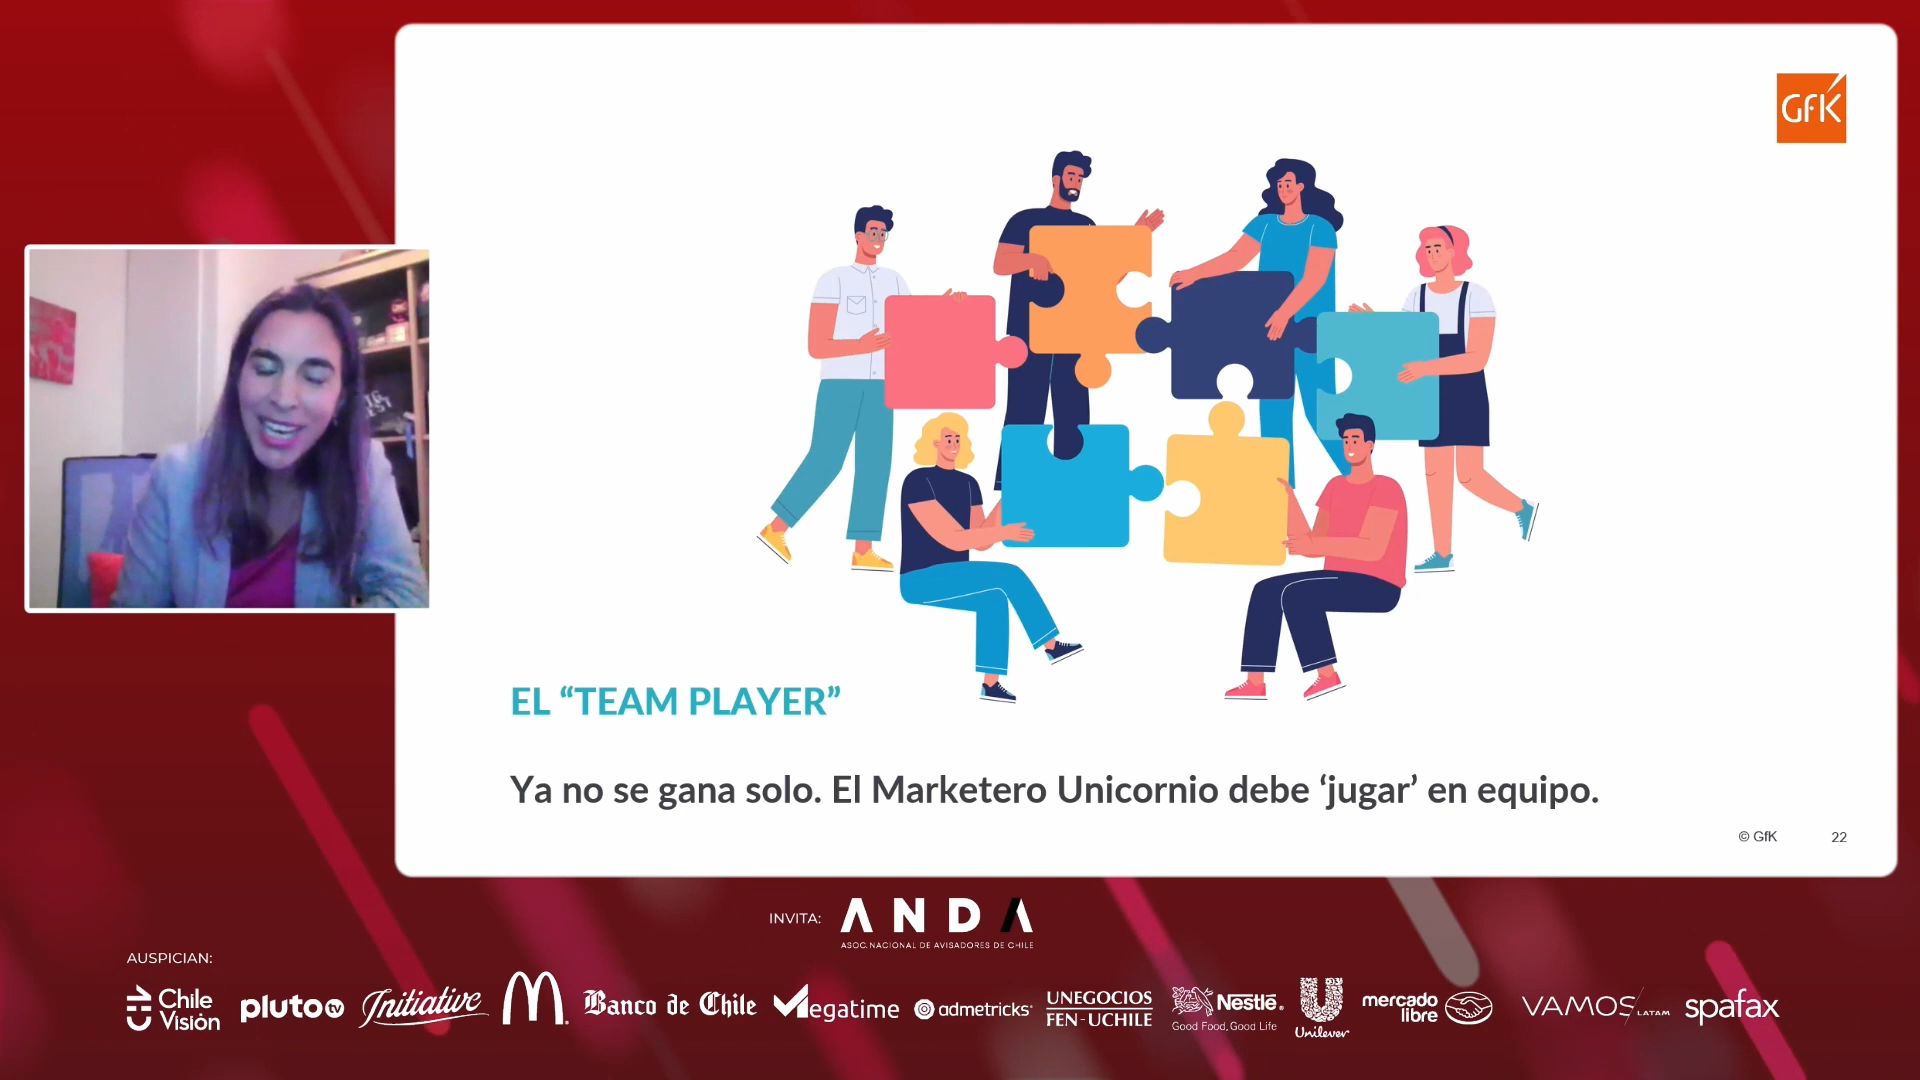 GfK
EL “TEAM PLAYER”
Ya no se gana solo. El Marketero Unicornio debe ‘jugar’ en equipo.
© GfK 22
INVITA: ANDA
ASOC. NACIONAL DE AVISADORES DE CHILE
AUSPICIAN:
CHV Chile Visión
pluto tv
Initiative
M
Banco de Chile
Megatime
admetricks
UNEGOCIOS
FEN-UCHILE
Nestlé
Good Food, Good Life
U
Unilever
mercado
libre
VAMOS/LATAM
spafax